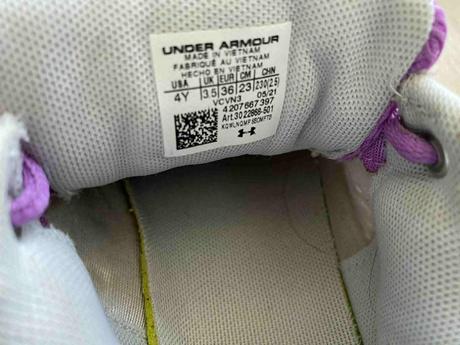 UNDER ARMOUR
MADE IN VIETNAM
FABRIQUÉ AU VIETNAM
HECHO EN VIETNAM
USA UK EUR CM CHN
4Y 3.5 36 23 230(2.5)
VCVN3 05/21
4207667397
Art.3022868-501